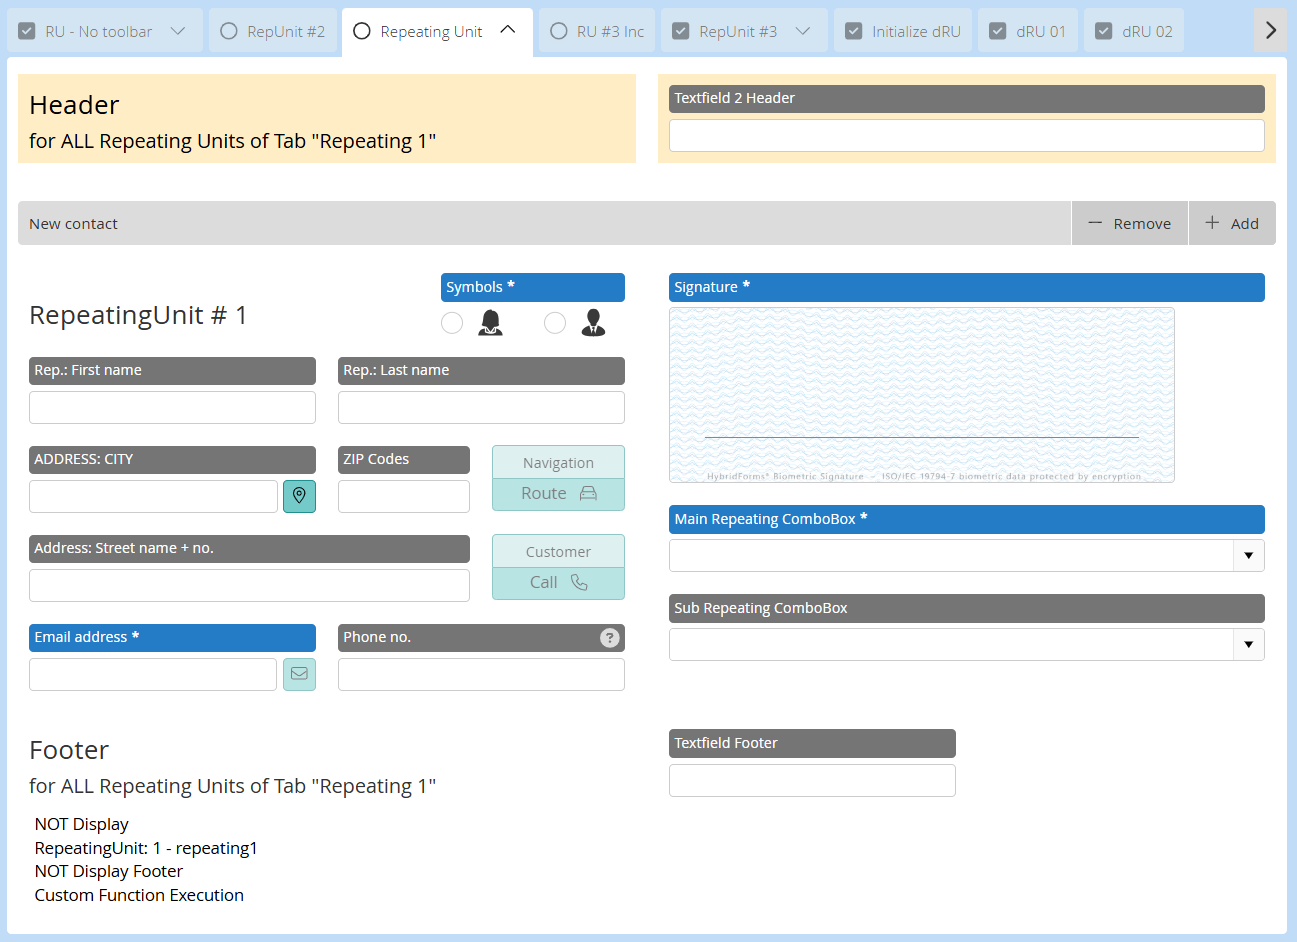 RU - No toolbar
RepUnit #2
Repeating Unit
RU #3 Inc
RepUnit #3
Initialize dRU
dRU 01
dRU 02
Header
for ALL Repeating Units of Tab "Repeating 1"
Textfield 2 Header
New contact
Remove
Add
RepeatingUnit # 1
Symbols *
Signature *
Rep.: First name
Rep.: Last name
ADDRESS: CITY
ZIP Codes
Navigation
Route
HybridForms® Biometric Signature - ISO/IEC 19794-7 biometric data protected by encryption
Address: Street name + no.
Customer
Call
Main Repeating ComboBox *
Sub Repeating ComboBox
Email address *
Phone no.
?
Footer
for ALL Repeating Units of Tab "Repeating 1"
Textfield Footer
NOT Display
RepeatingUnit: 1 - repeating1
NOT Display Footer
Custom Function Execution